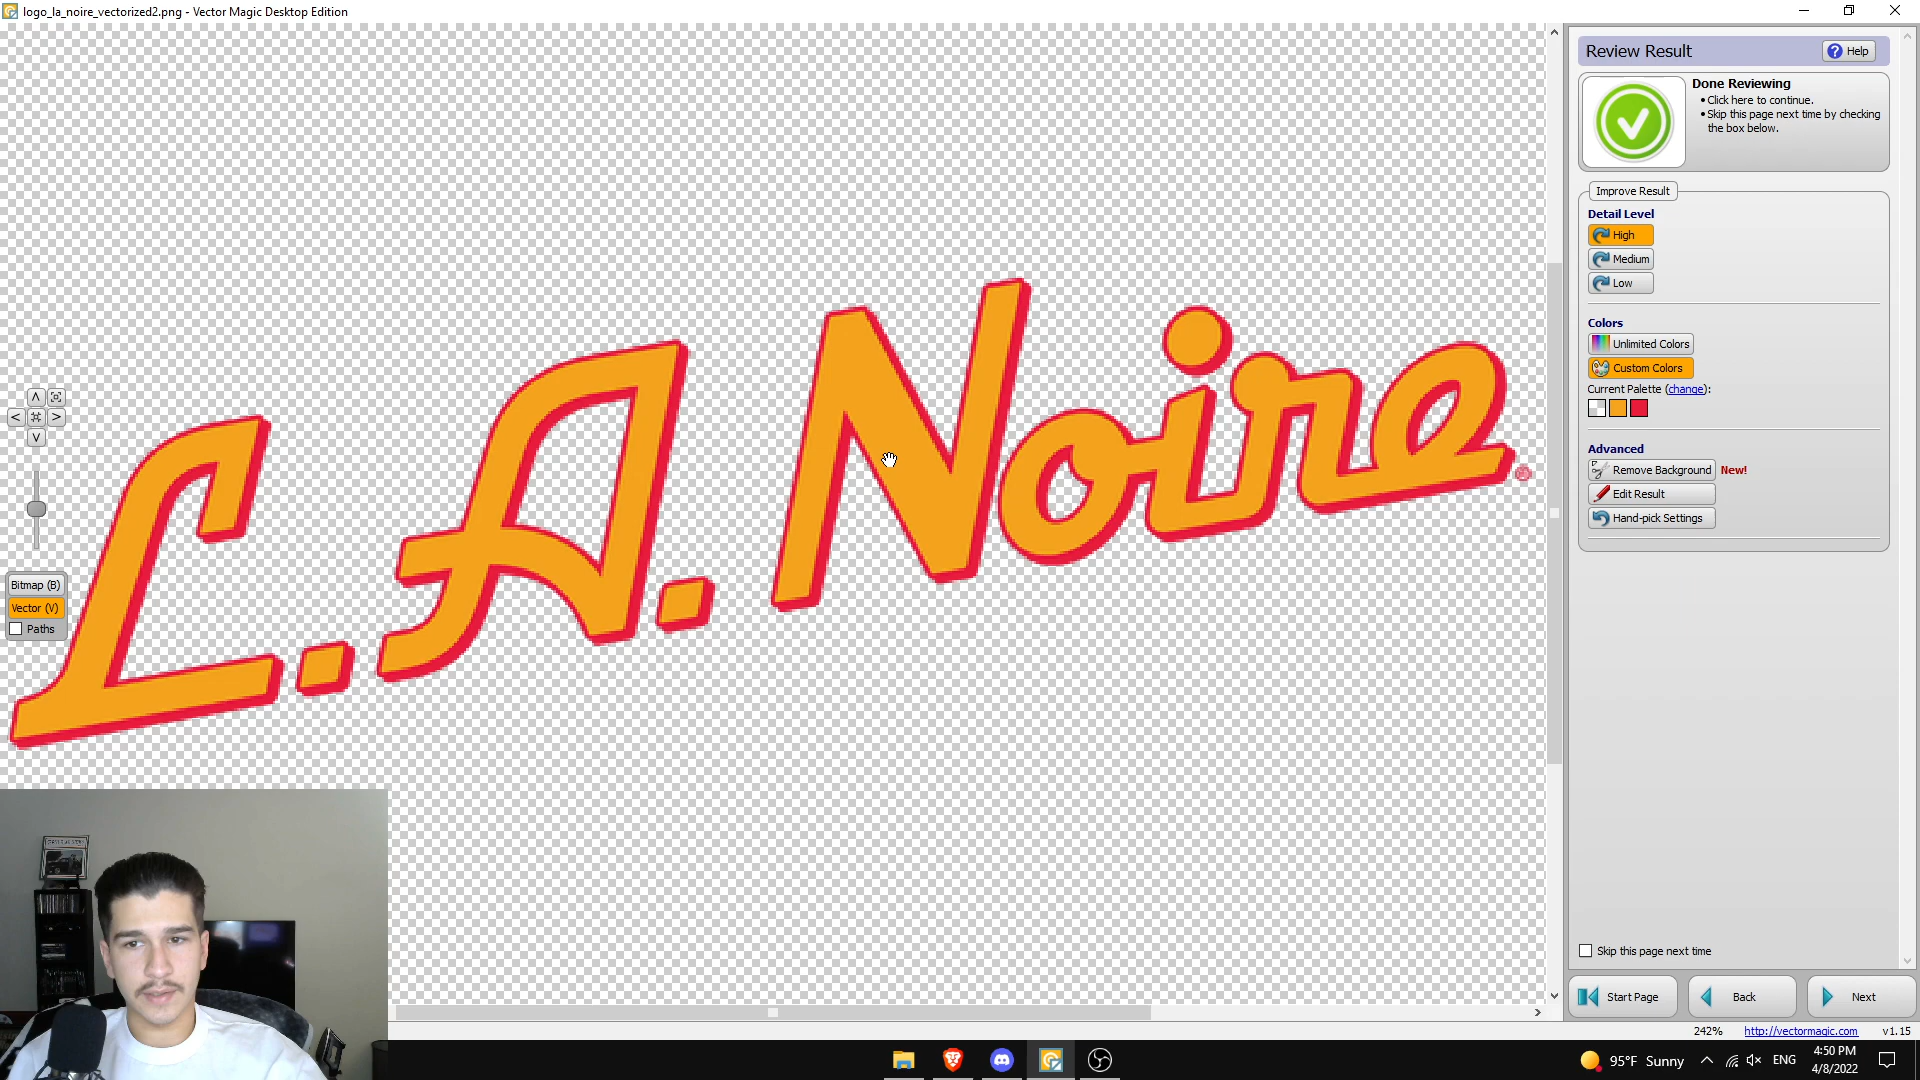 logo_la_noire_vectorized2.png - Vector Magic Desktop Edition
Review Result
Help
Done Reviewing
•Click here to continue.
•Skip this page next time by checking
the box below.
Improve Result
Detail Level
High
Medium
Low
Colors
Unlimited Colors
Custom Colors
Current Palette (change):
Advanced
Remove Background New!
Edit Result
Hand-pick Settings
L.A. Noire
Bitmap (B)
Vector (V)
Paths
Skip this page next time
Start Page
Back
Next
242%
http://vectormagic.com
v1.15
95°F Sunny
ENG
4:50 PM
4/8/2022